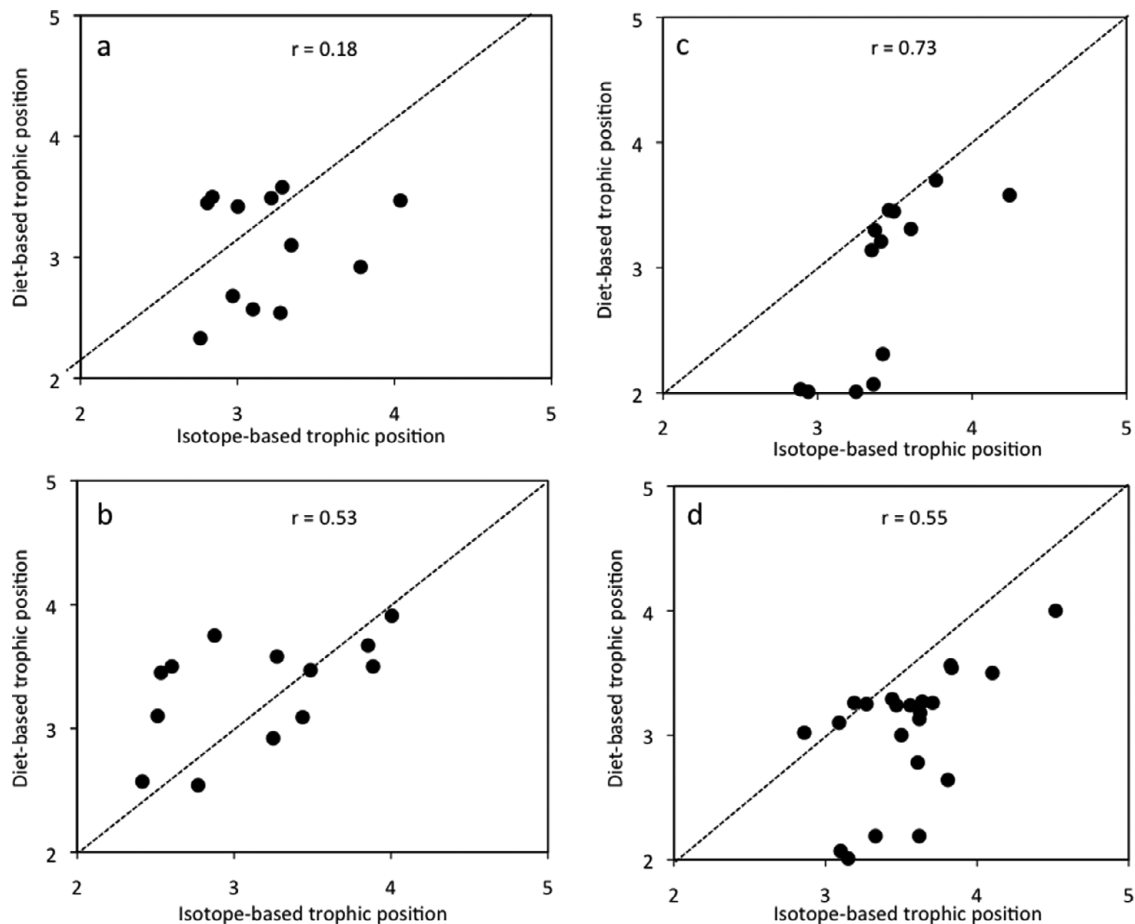 a
r = 0.18
5
4
3
2
Diet-based trophic position
2
3
4
5
Isotope-based trophic position
c
r = 0.73
5
4
3
2
Diet-based trophic position
2
3
4
5
Isotope-based trophic position
b
r = 0.53
5
4
3
2
Diet-based trophic position
2
3
4
5
Isotope-based trophic position
d
r = 0.55
5
4
3
2
Diet-based trophic position
2
3
4
5
Isotope-based trophic position